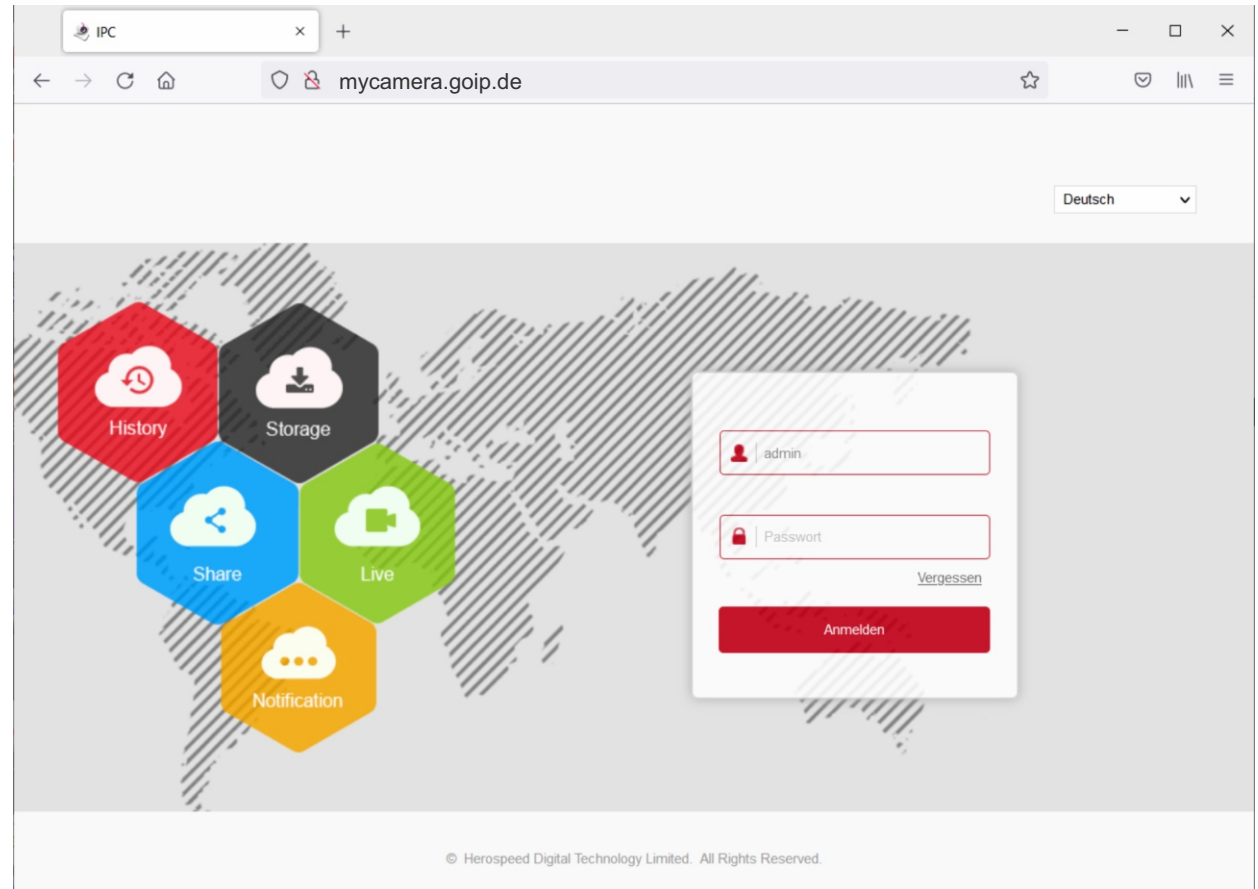 IPC
mycamera.goip.de
Deutsch
History
Storage
Share
Live
Notification
admin
Passwort
Vergessen
Anmelden
© Herospeed Digital Technology Limited. All Rights Reserved.